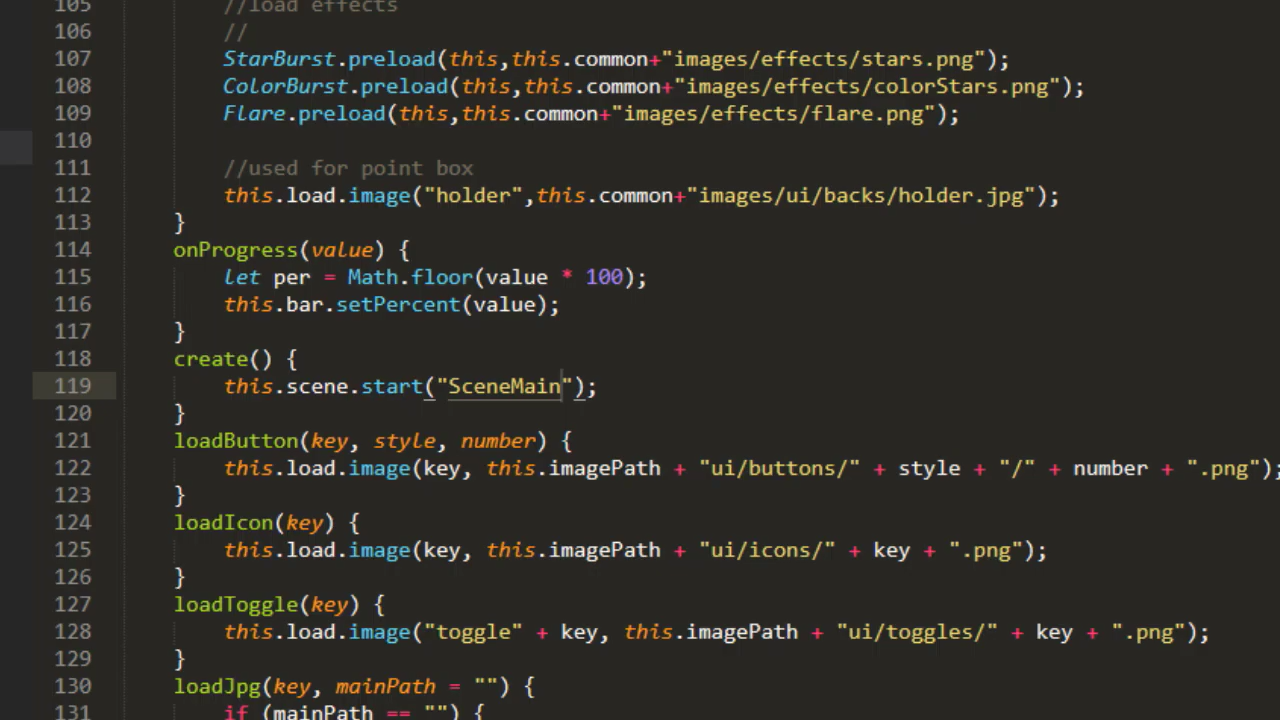 105 //load effects
106 //
107 StarBurst.preload(this,this.common+"images/effects/stars.png");
108 ColorBurst.preload(this,this.common+"images/effects/colorStars.png");
109 Flare.preload(this,this.common+"images/effects/flare.png");
110
111 //used for point box
112 this.load.image("holder",this.common+"images/ui/backs/holder.jpg");
113 }
114 onProgress(value) {
115 let per = Math.floor(value * 100);
116 this.bar.setPercent(value);
117 }
118 create() {
119 this.scene.start("SceneMain");
120 }
121 loadButton(key, style, number) {
122 this.load.image(key, this.imagePath + "ui/buttons/" + style + "/" + number + ".png");
123 }
124 loadIcon(key) {
125 this.load.image(key, this.imagePath + "ui/icons/" + key + ".png");
126 }
127 loadToggle(key) {
128 this.load.image("toggle" + key, this.imagePath + "ui/toggles/" + key + ".png");
129 }
130 loadJpg(key, mainPath = "") {
131 if (mainPath == "") {